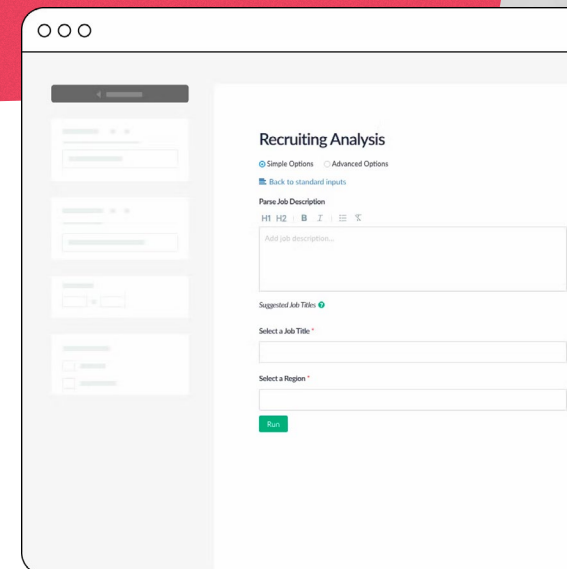 Recruiting Analysis
Simple Options Advanced Options
Back to standard inputs
Parse Job Description
H1 H2 B I
Add job description...
Suggested Job Titles ?
Select a Job Title *
Select a Region *
Run